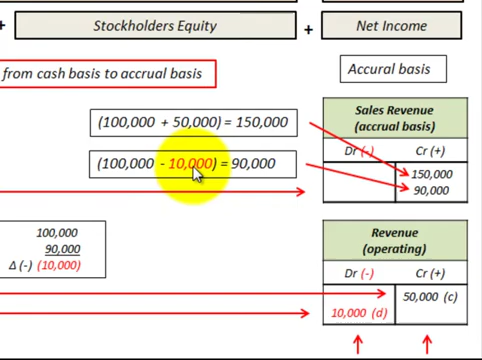 + Stockholders Equity + Net Income
from cash basis to accrual basis
Accural basis
(100,000 + 50,000) = 150,000
(100,000 - 10,000) = 90,000
Sales Revenue
(accrual basis)
Dr (-) Cr (+)
150,000
90,000
100,000
90,000
Δ (-) (10,000)
Revenue
(operating)
Dr (-) Cr (+)
50,000 (c)
10,000 (d)